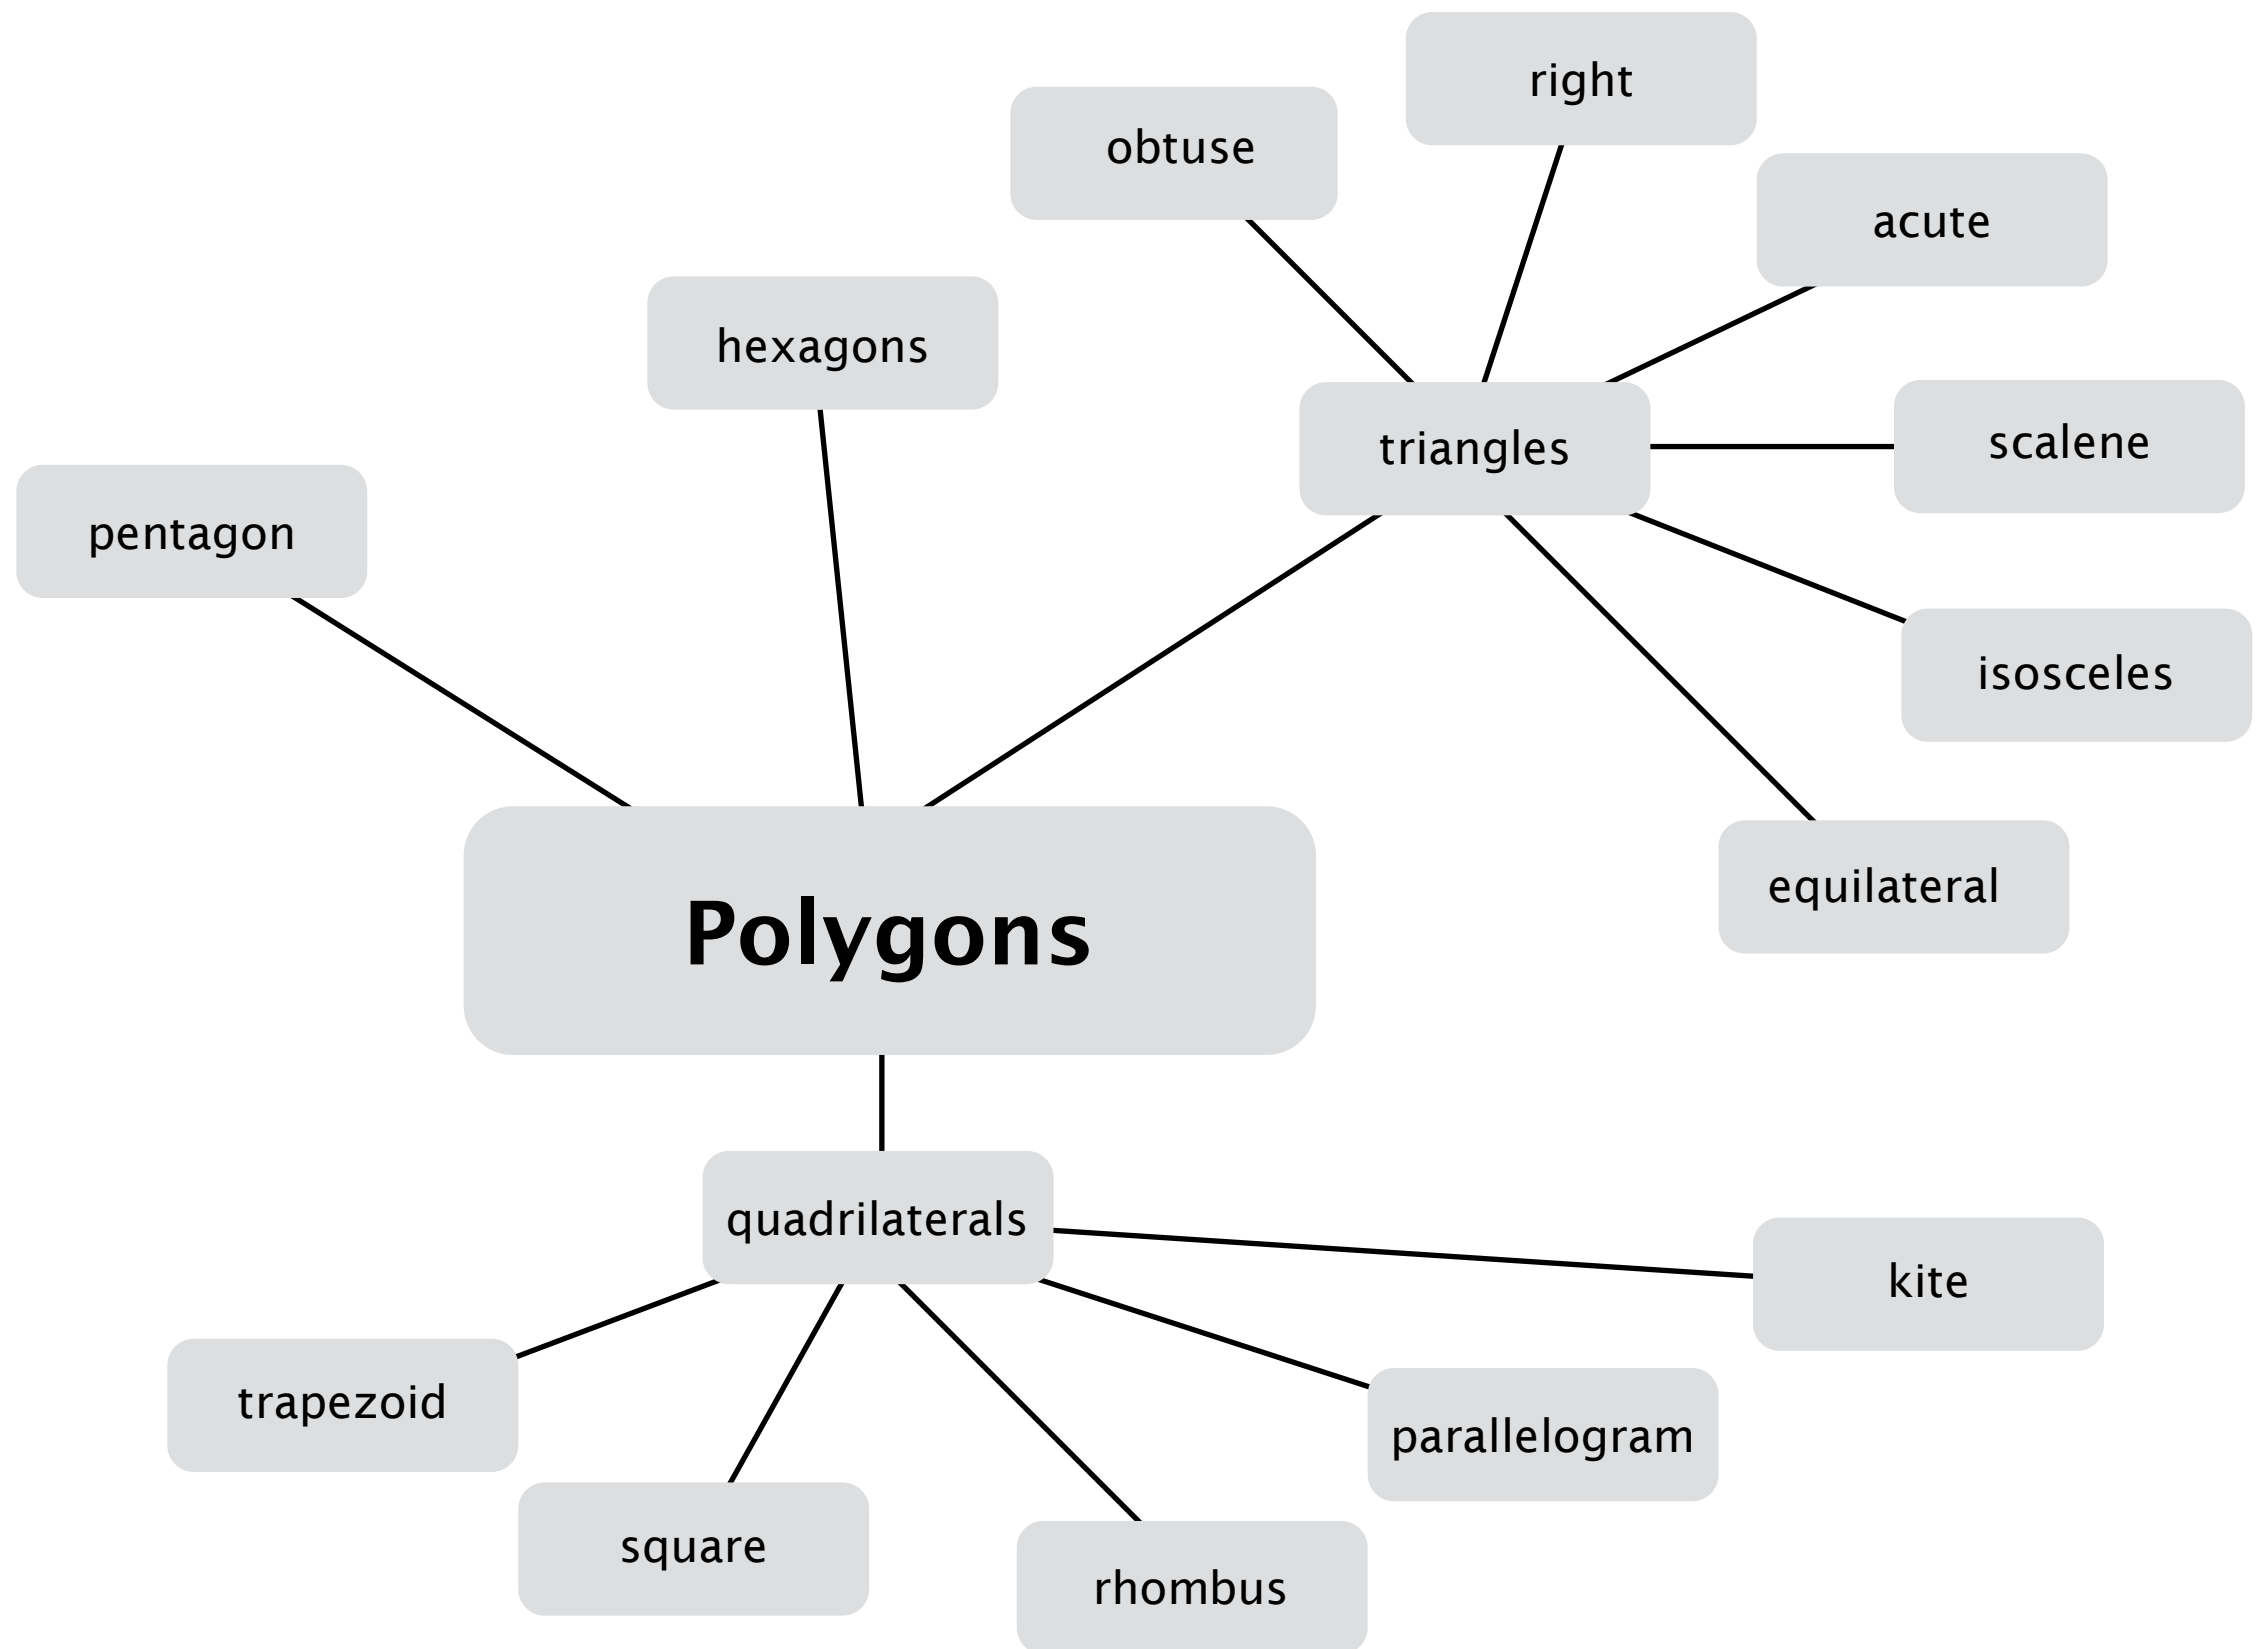 right
obtuse
acute
hexagons
triangles
scalene
pentagon
isosceles
equilateral
Polygons
quadrilaterals
kite
trapezoid
parallelogram
square
rhombus